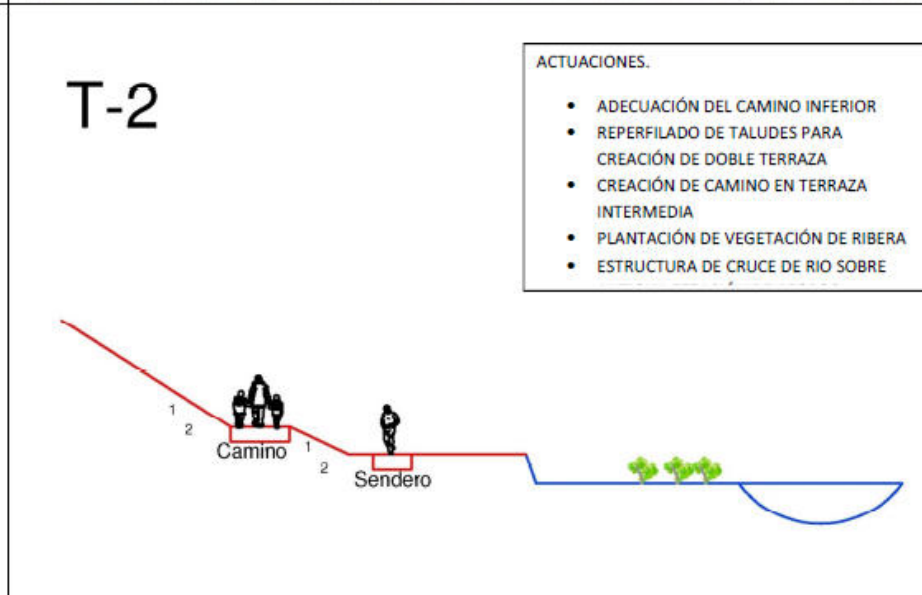 T-2
ACTUACIONES.
• ADECUACIÓN DEL CAMINO INFERIOR
• REPERFILADO DE TALUDES PARA
CREACIÓN DE DOBLE TERRAZA
• CREACIÓN DE CAMINO EN TERRAZA
INTERMEDIA
• PLANTACIÓN DE VEGETACIÓN DE RIBERA
• ESTRUCTURA DE CRUCE DE RIO SOBRE
1
2
Camino
1
2
Sendero